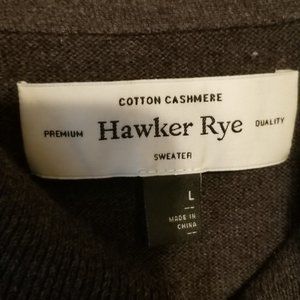 COTTON CASHMERE
PREMIUM Hawker Rye QUALITY
SWEATER
L
MADE IN
CHINA